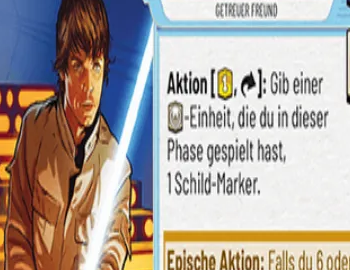 GETREUER FREUND
Aktion [1, ]: Gib einer
-Einheit, die du in dieser
Phase gespielt hast,
1 Schild-Marker.
Epische Aktion: Falls du 6 oder